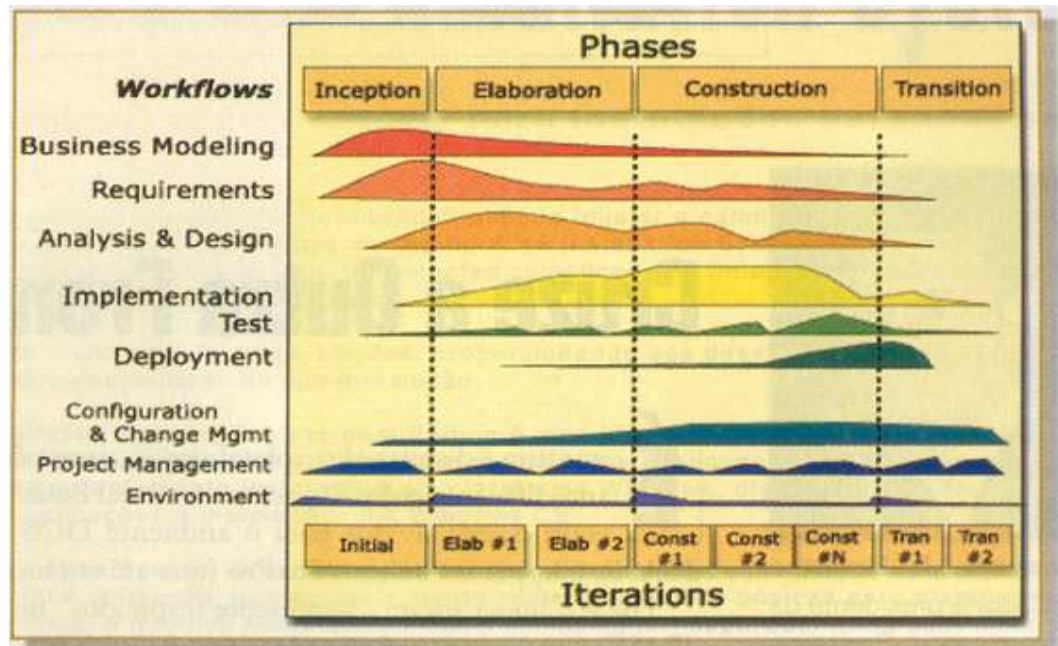 Phases
Workflows
Inception
Elaboration
Construction
Transition
Business Modeling
Requirements
Analysis & Design
Implementation
Test
Deployment
Configuration
& Change Mgmt
Project Management
Environment
Initial
Elab #1
Elab #2
Const
#1
Const
#2
Const
#N
Tran
#1
Tran
#2
Iterations